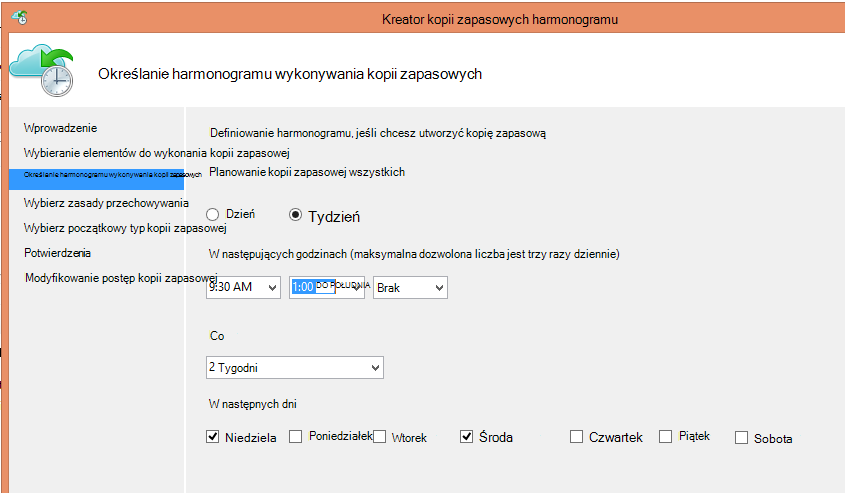 Kreator kopii zapasowych harmonogramu
Określanie harmonogramu wykonywania kopii zapasowych
Wprowadzenie
Wybieranie elementów do wykonania kopii zapasowej
Określanie harmonogramu wykonywania kopii zapasowych
Wybierz zasady przechowywania
Wybierz początkowy typ kopii zapasowej
Potwierdzenia
Modyfikowanie postęp kopii zapasowej
Definiowanie harmonogramu, jeśli chcesz utworzyć kopię zapasową
Planowanie kopii zapasowej wszystkich
Dzień Tydzień
W następujących godzinach (maksymalna dozwolona liczba jest trzy razy dziennie)
9:30 AM 1:00 DO POŁUDNIA Brak
Co
2 Tygodni
W następnych dni
Niedziela Poniedziałek Wtorek Środa Czwartek Piątek Sobota